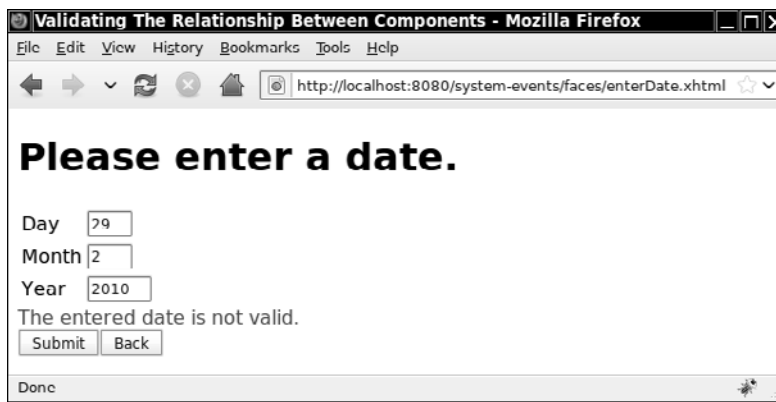 Validating The Relationship Between Components - Mozilla Firefox
File Edit View History Bookmarks Tools Help
http://localhost:8080/system-events/faces/enterDate.xhtml
Please enter a date.
Day 29
Month 2
Year 2010
The entered date is not valid.
Submit Back
Done